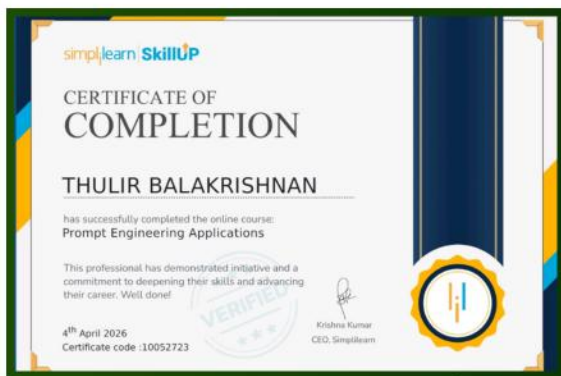 simplilearn SkillUP
CERTIFICATE OF
COMPLETION
THULIR BALAKRISHNAN
has successfully completed the online course:
Prompt Engineering Applications
This professional has demonstrated initiative and a
commitment to deepening their skills and advancing
their career. Well done!
VERIFIED
Krishna Kumar
CEO, Simplilearn
4th April 2026
Certificate code :10052723